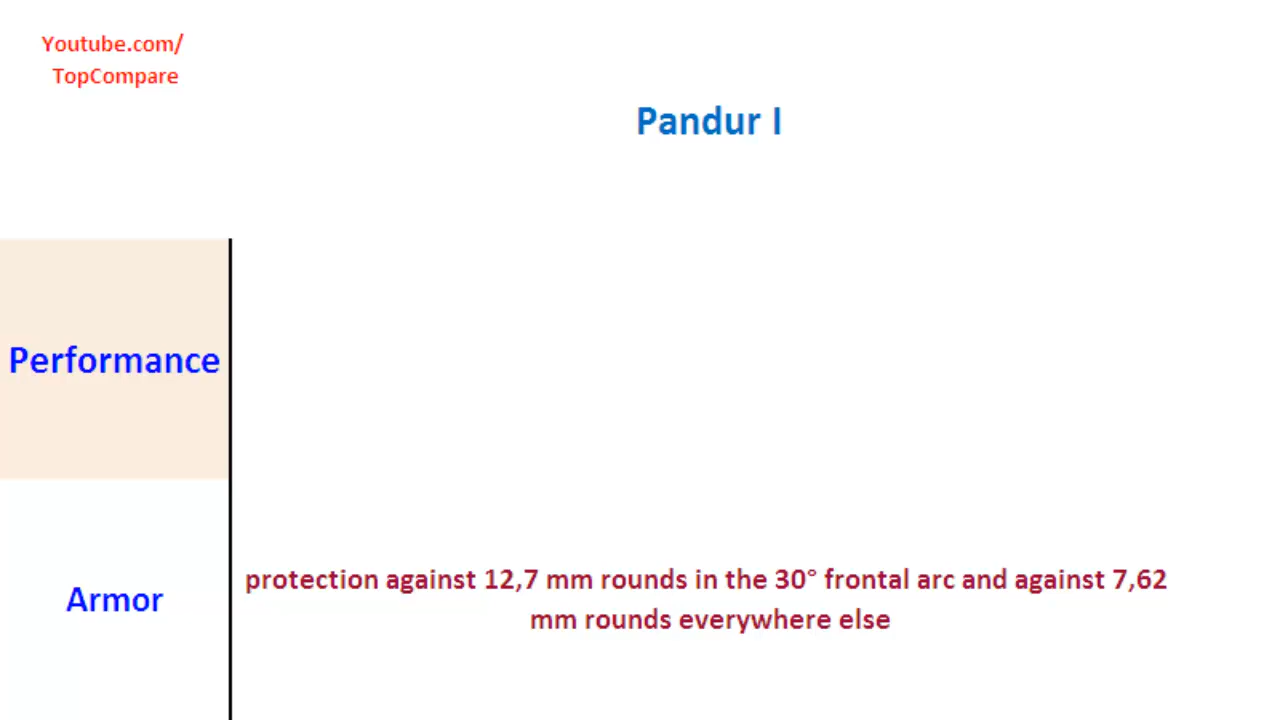 Youtube.com/
TopCompare
Pandur I
Performance
Armor
protection against 12,7 mm rounds in the 30° frontal arc and against 7,62
mm rounds everywhere else